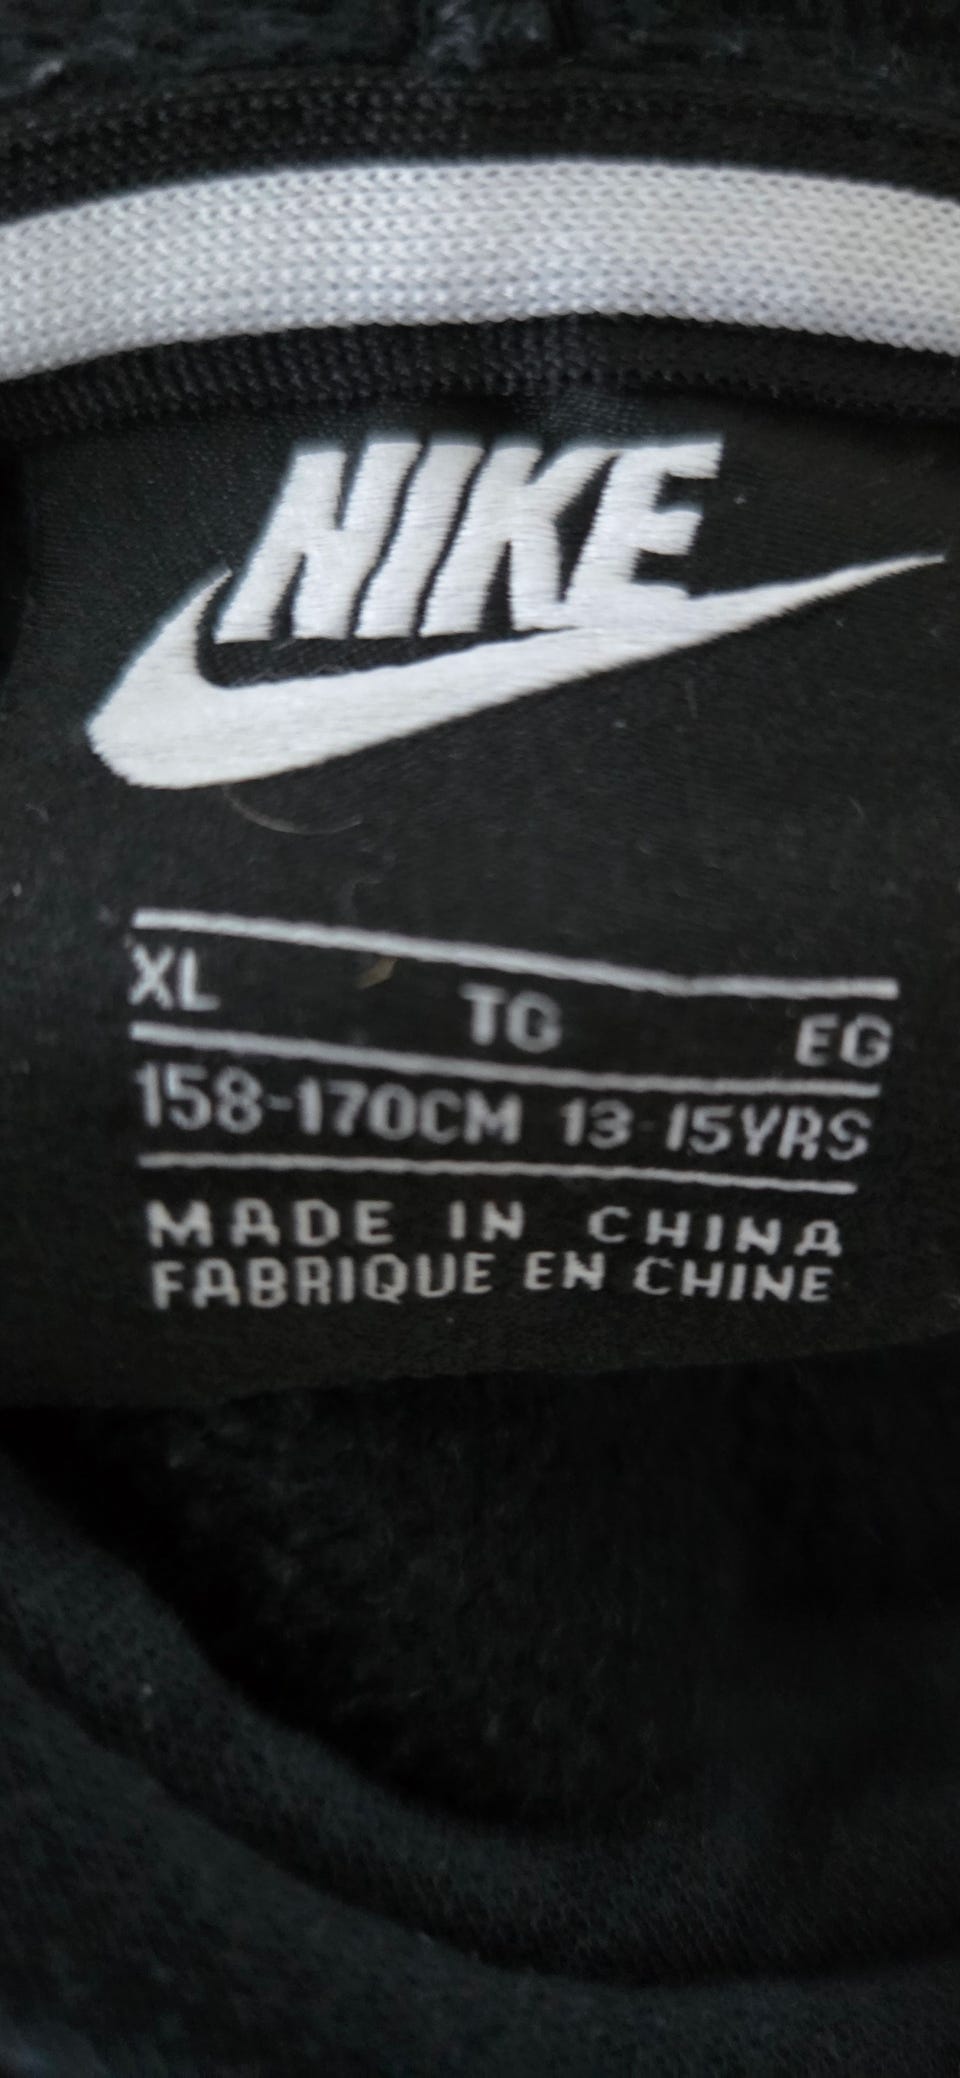 NIKE
XL TG EG
158-170CM 13-15YRS
MADE IN CHINA
FABRIQUE EN CHINE